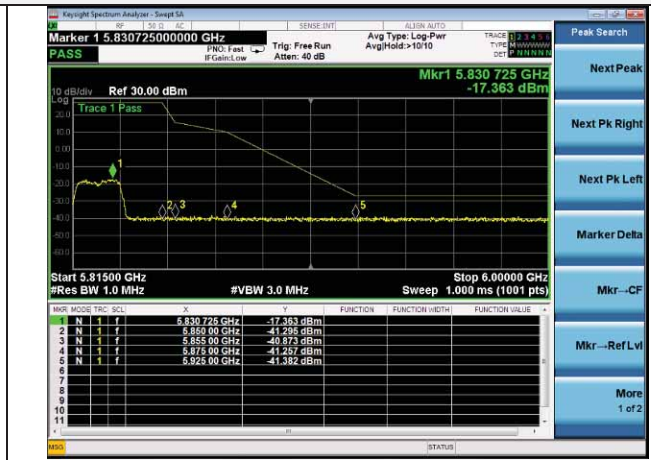 Keysight Spectrum Analyzer - Swept SA
RF 50 Ω AC SENSE:INT ALIGN AUTO
Marker 1 5.830725000000 GHz
PNO: Fast
IFGain:Low
Trig: Free Run
Atten: 40 dB
Avg Type: Log-Pwr
Avg|Hold:>10/10
TRACE 1 2 3 4 5 6
TYPE M WWWWW
DET P N N N N N
PASS
Mkr1 5.830 725 GHz
-17.363 dBm
10 dB/div Ref 30.00 dBm
Log
Trace 1 Pass
20.0
10.0
0.00
-10.0
-20.0
-30.0
-40.0
-50.0
-60.0
1
2
3
4
5
Start 5.81500 GHz
Stop 6.00000 GHz
#Res BW 1.0 MHz #VBW 3.0 MHz Sweep 1.000 ms (1001 pts)
MKR MODE TRC SCL X Y FUNCTION FUNCTION WIDTH FUNCTION VALUE
1 N 1 f 5.830 725 GHz -17.363 dBm
2 N 1 f 5.850 00 GHz -41.295 dBm
3 N 1 f 5.855 00 GHz -40.873 dBm
4 N 1 f 5.875 00 GHz -41.257 dBm
5 N 1 f 5.925 00 GHz -41.382 dBm
6
7
8
9
10
11
MSG STATUS
Peak Search
Next Peak
Next Pk Right
Next Pk Left
Marker Delta
Mkr→CF
Mkr→Ref Lvl
More
1 of 2